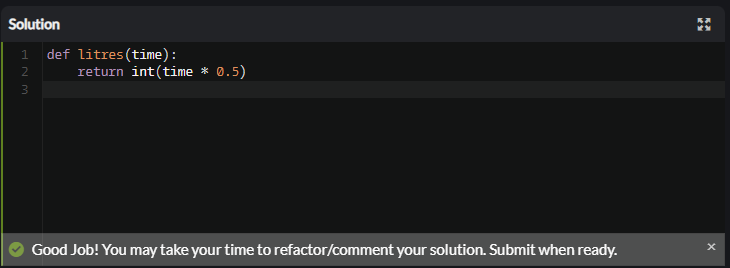 Solution
1 def litres(time):
2     return int(time * 0.5)
3
Good Job! You may take your time to refactor/comment your solution. Submit when ready. ×